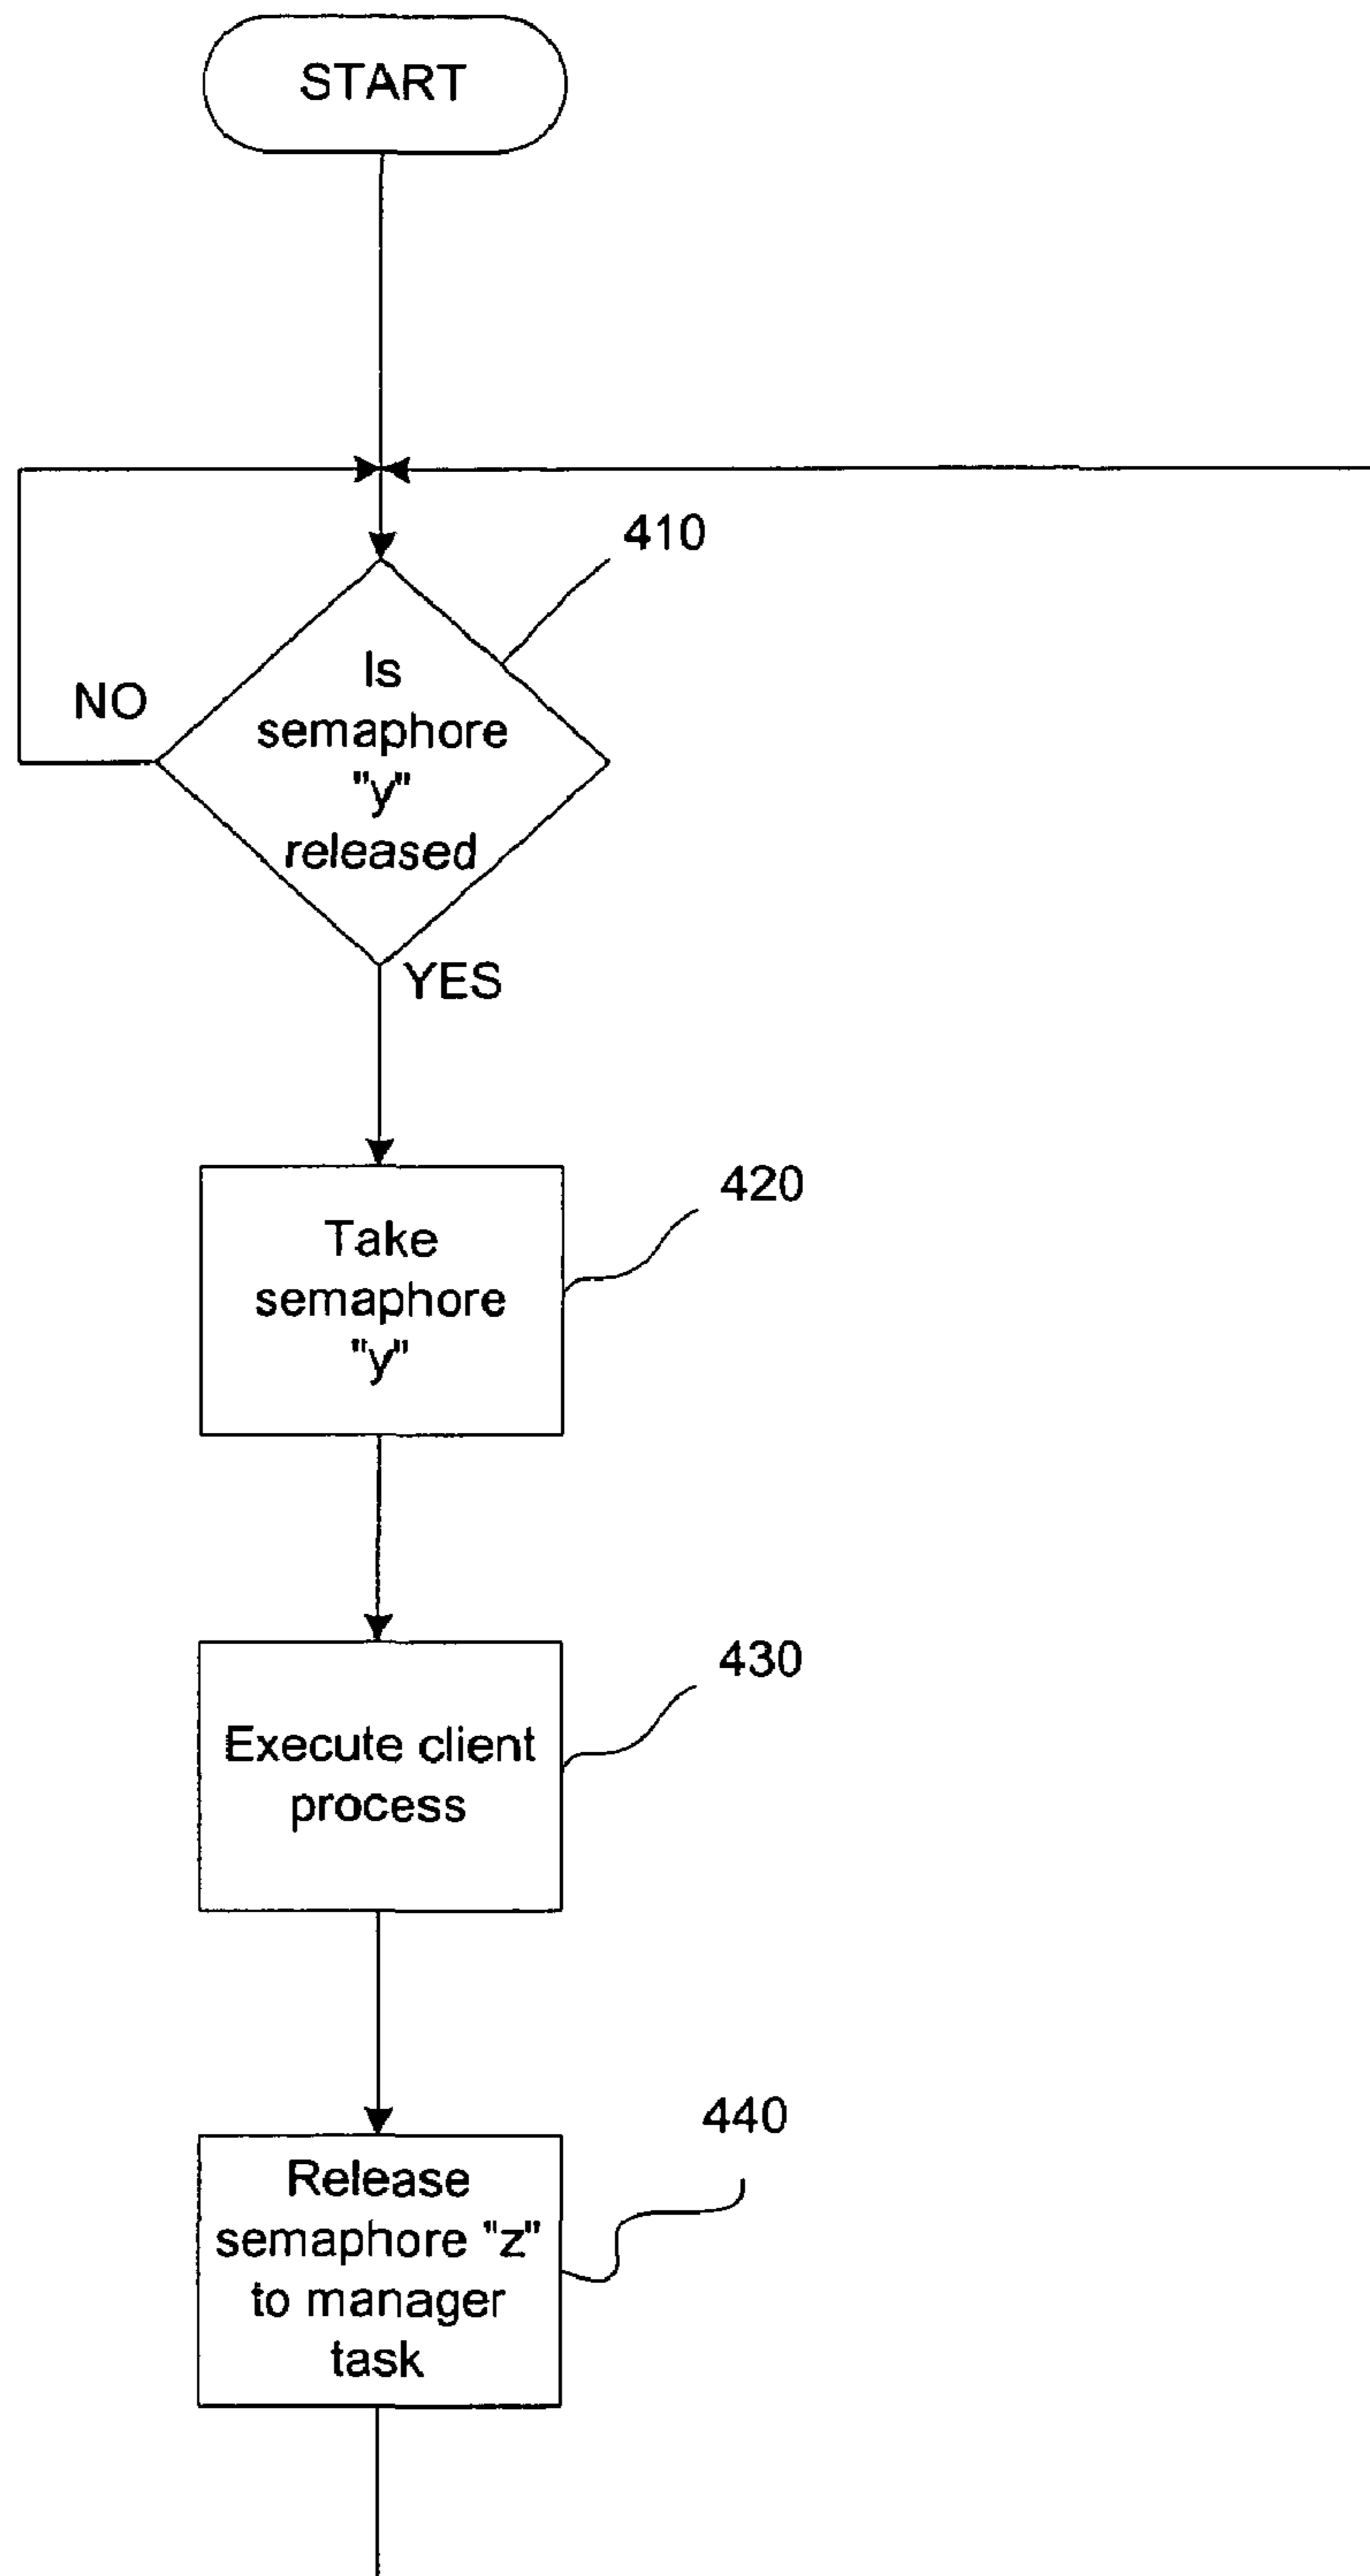 START
410
Is
semaphore
"y"
released
NO
YES
420
Take
semaphore
"y"
430
Execute client
process
440
Release
semaphore "z"
to manager
task